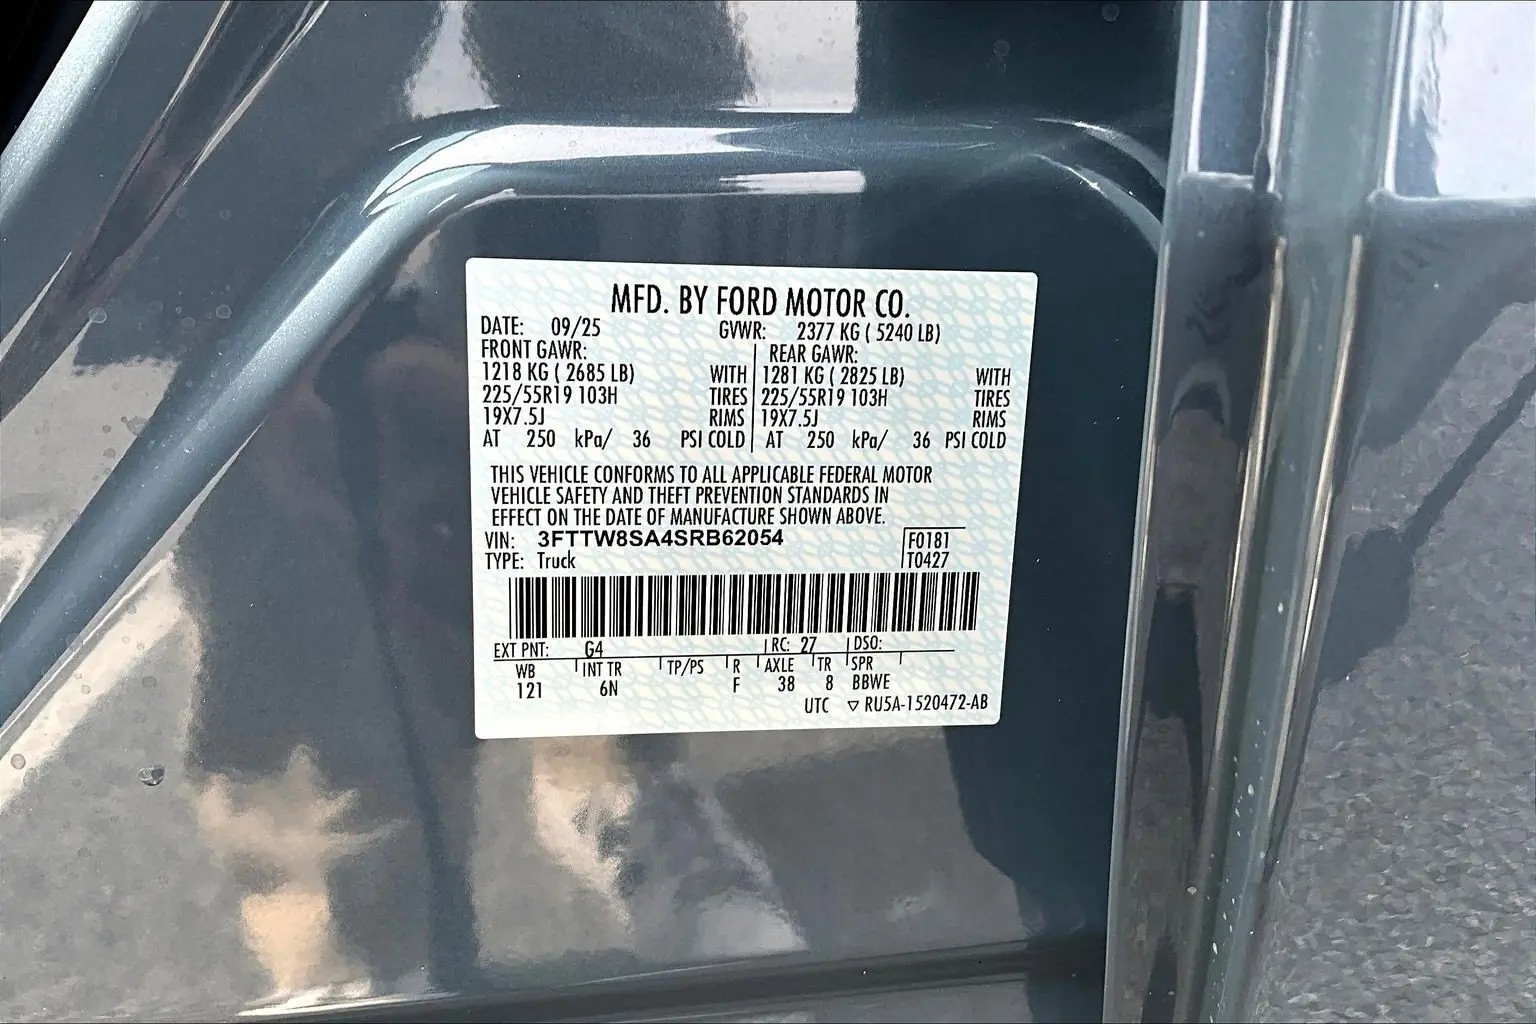 MFD. BY FORD MOTOR CO.
DATE: 09/25 GVWR: 2377 KG ( 5240 LB)
FRONT GAWR: REAR GAWR:
1218 KG ( 2685 LB) WITH 1281 KG ( 2825 LB) WITH
225/55R19 103H TIRES 225/55R19 103H TIRES
19X7.5J RIMS 19X7.5J RIMS
AT 250 kPa/ 36 PSI COLD AT 250 kPa/ 36 PSI COLD
THIS VEHICLE CONFORMS TO ALL APPLICABLE FEDERAL MOTOR
VEHICLE SAFETY AND THEFT PREVENTION STANDARDS IN
EFFECT ON THE DATE OF MANUFACTURE SHOWN ABOVE.
VIN: 3FTTW8SA4SRB62054 F0181
TYPE: Truck T0427
EXT PNT: G4 RC: 27 DSO:
WB INT TR TP/PS R AXLE TR SPR
121 6N F 38 8 BBWE
UTC ▽ RU5A-1520472-AB